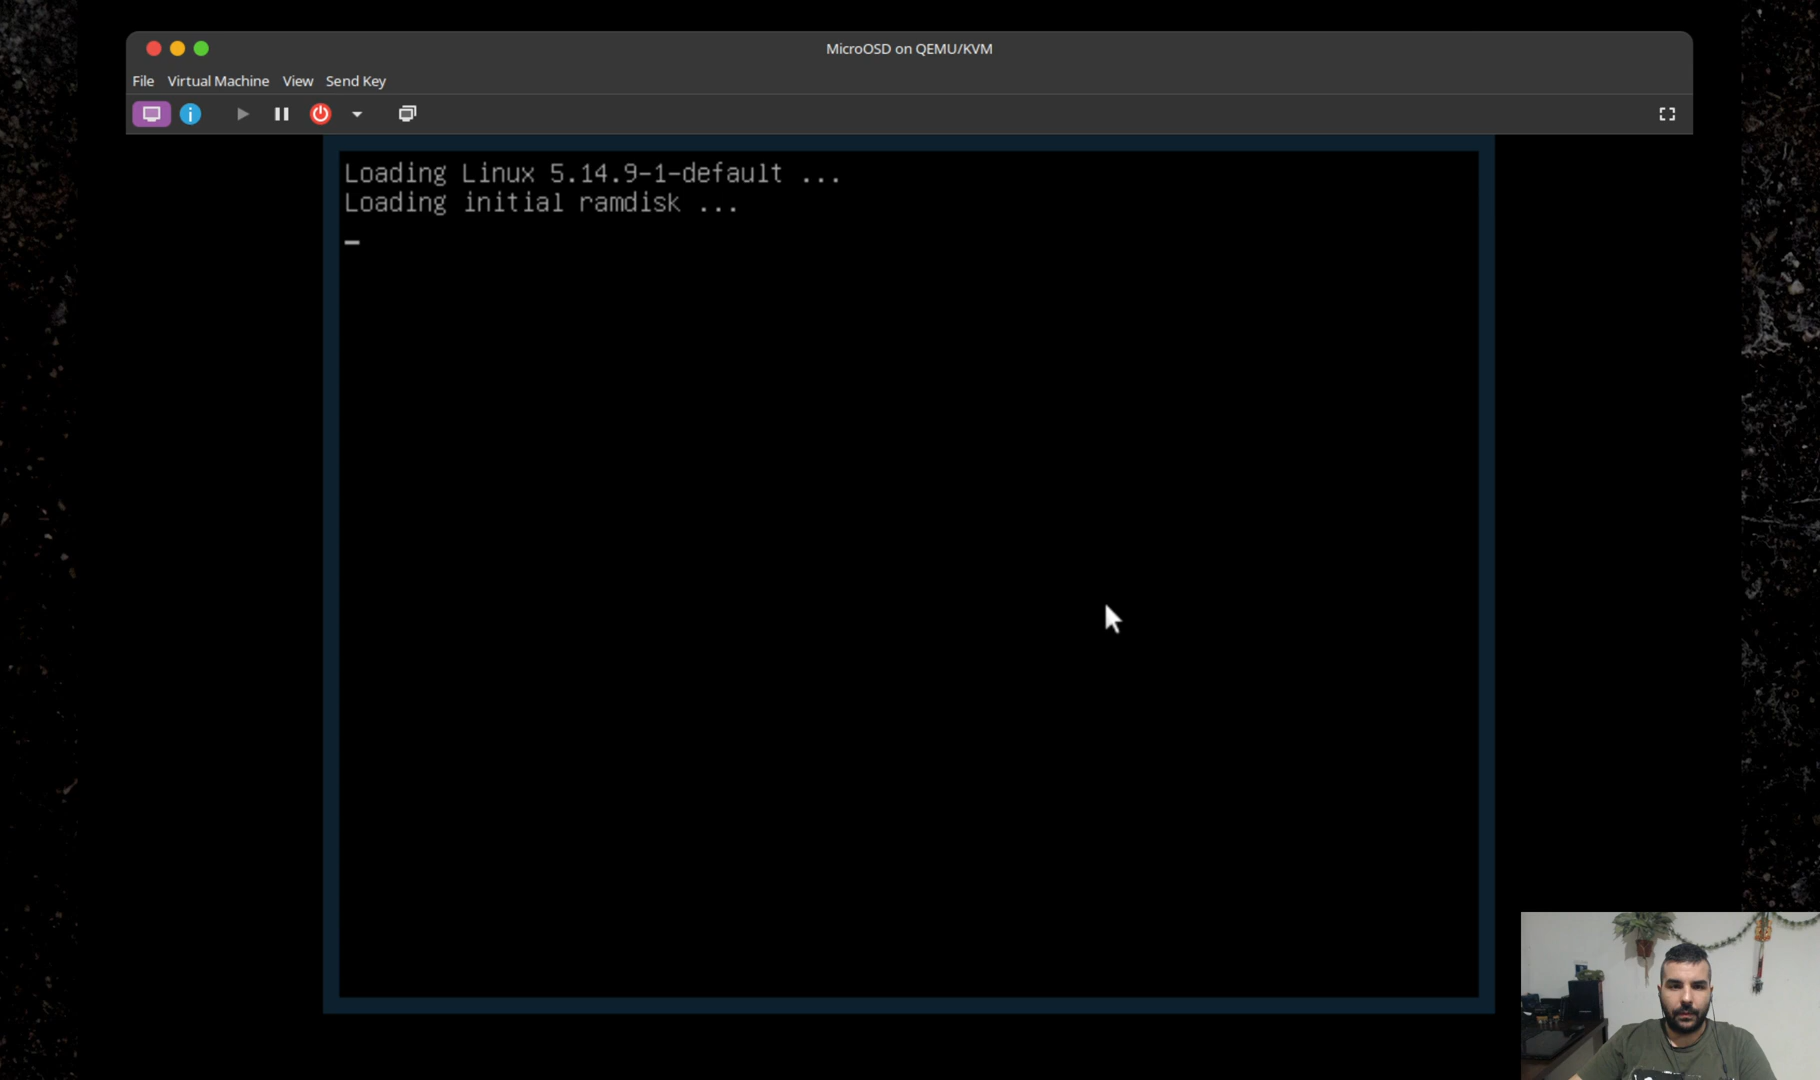 MicroOSD on QEMU/KVM
File Virtual Machine View Send Key
Loading Linux 5.14.9-1-default ...
Loading initial ramdisk ...